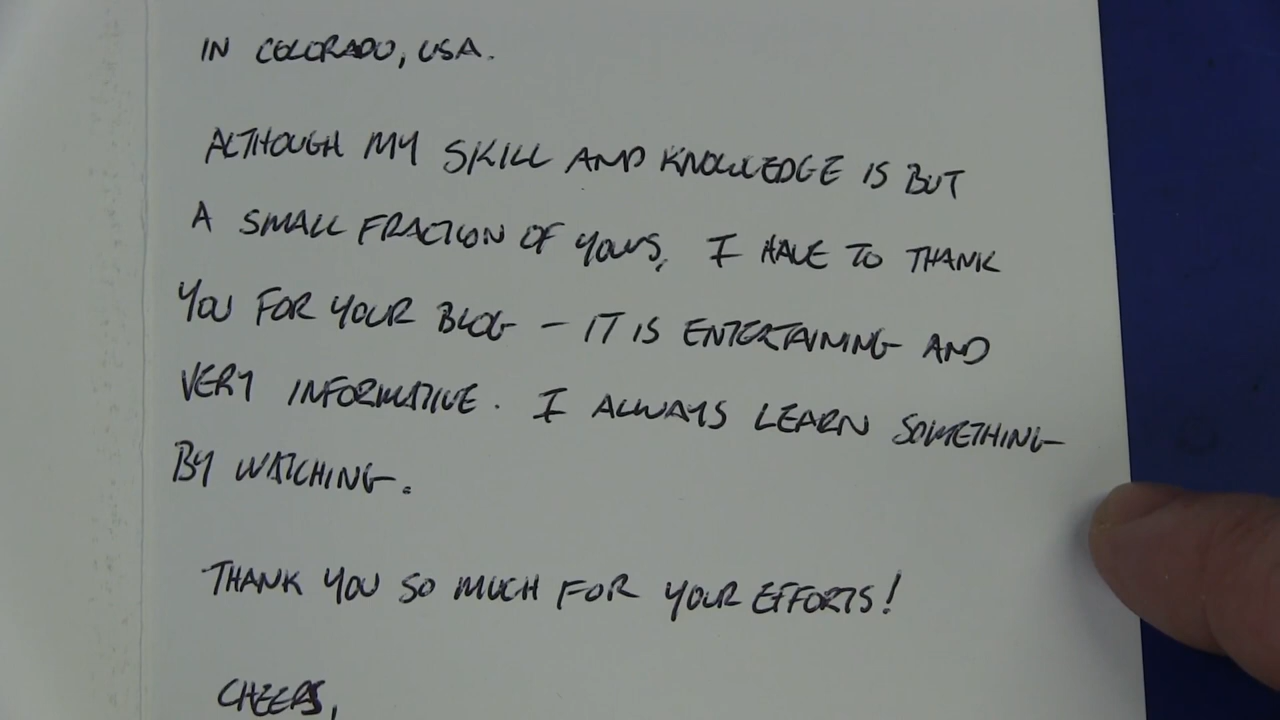 IN COLORADO, USA.
ALTHOUGH MY SKILL AND KNOWLEDGE IS BUT
A SMALL FRACTION OF YOURS, I HAVE TO THANK
YOU FOR YOUR BLOG – IT IS ENTERTAINING AND
VERY INFORMATIVE. I ALWAYS LEARN SOMETHING
BY WATCHING.
THANK YOU SO MUCH FOR YOUR EFFORTS!
CHEERS,